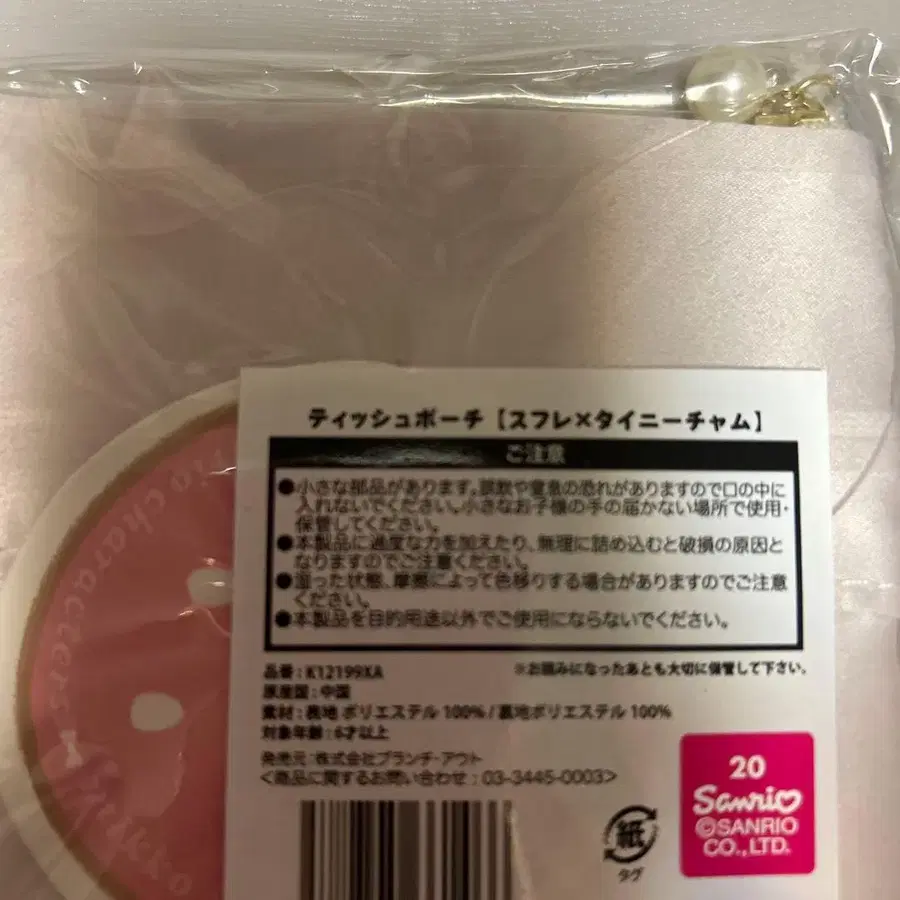 ティッシュポーチ【スフレ×タイニーチャム】
ご注意
●小さな部品があります。誤飲や窒息の恐れがありますので口の中に
入れないでください。小さなお子様の手の届かない場所で使用・
保管してください。
●本製品に過度な力を加えたり、無理に詰め込むと破損の原因と
なりますのでご注意ください。
●湿った状態、摩擦によって色移りする場合がありますのでご注意
ください。
●本製品を目的用途以外でご使用にならないでください。
品番：K12199XA
※お読みになったあとも大切に保管して下さい。
原産国：中国
素材：表地 ポリエステル 100% / 裏地ポリエステル 100%
対象年齢：6才以上
発売元：株式会社ブランチ・アウト
<商品に関するお問い合わせ：03-3445-0003>
紙
タグ
20
Sanrio
©SANRIO
CO.,LTD.
rio characters